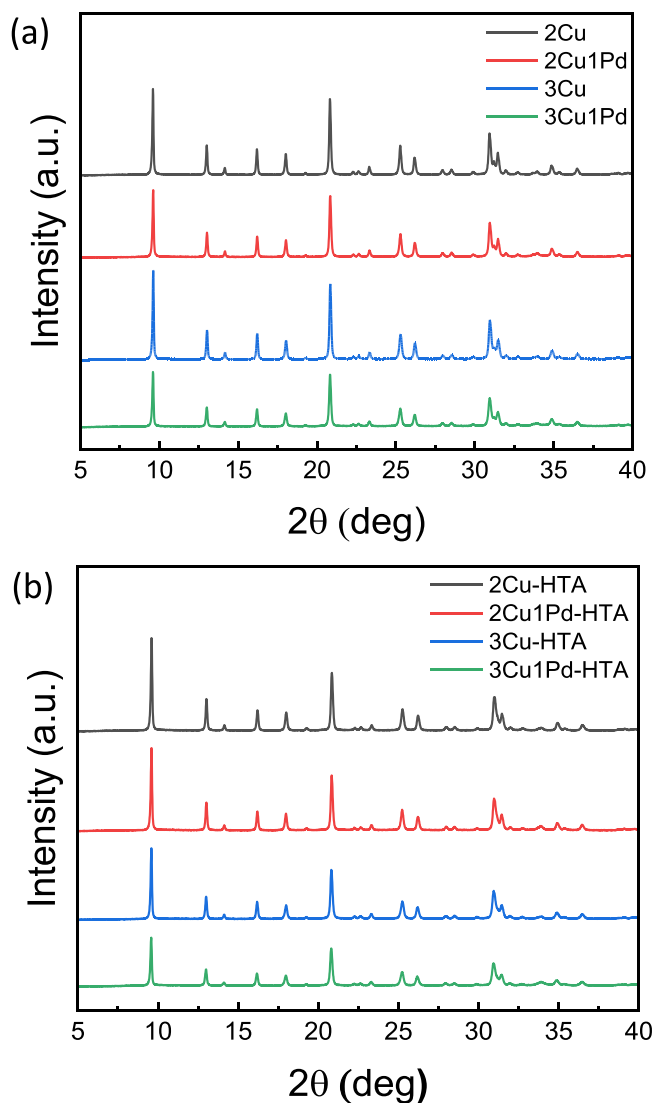 (a)
2Cu
2Cu1Pd
3Cu
3Cu1Pd
Intensity (a.u.)
5 10 15 20 25 30 35 40
2θ (deg)
(b)
2Cu-HTA
2Cu1Pd-HTA
3Cu-HTA
3Cu1Pd-HTA
Intensity (a.u.)
5 10 15 20 25 30 35 40
2θ (deg)